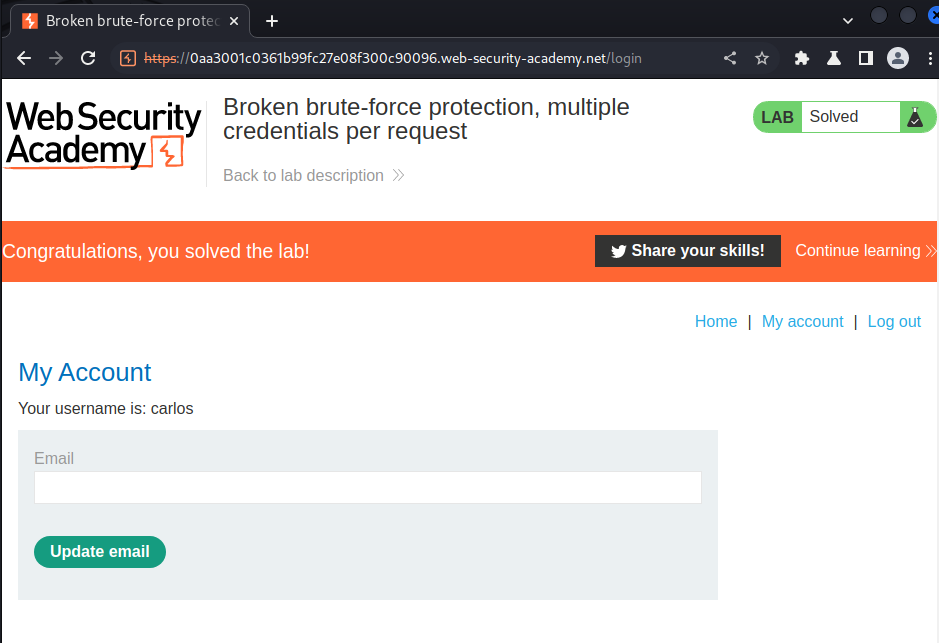 Broken brute-force protec
https://0aa3001c0361b99fc27e08f300c90096.web-security-academy.net/login
Web Security
Academy
Broken brute-force protection, multiple
credentials per request
Back to lab description
LAB Solved
Congratulations, you solved the lab!
Share your skills!
Continue learning
Home | My account | Log out
My Account
Your username is: carlos
Email
Update email